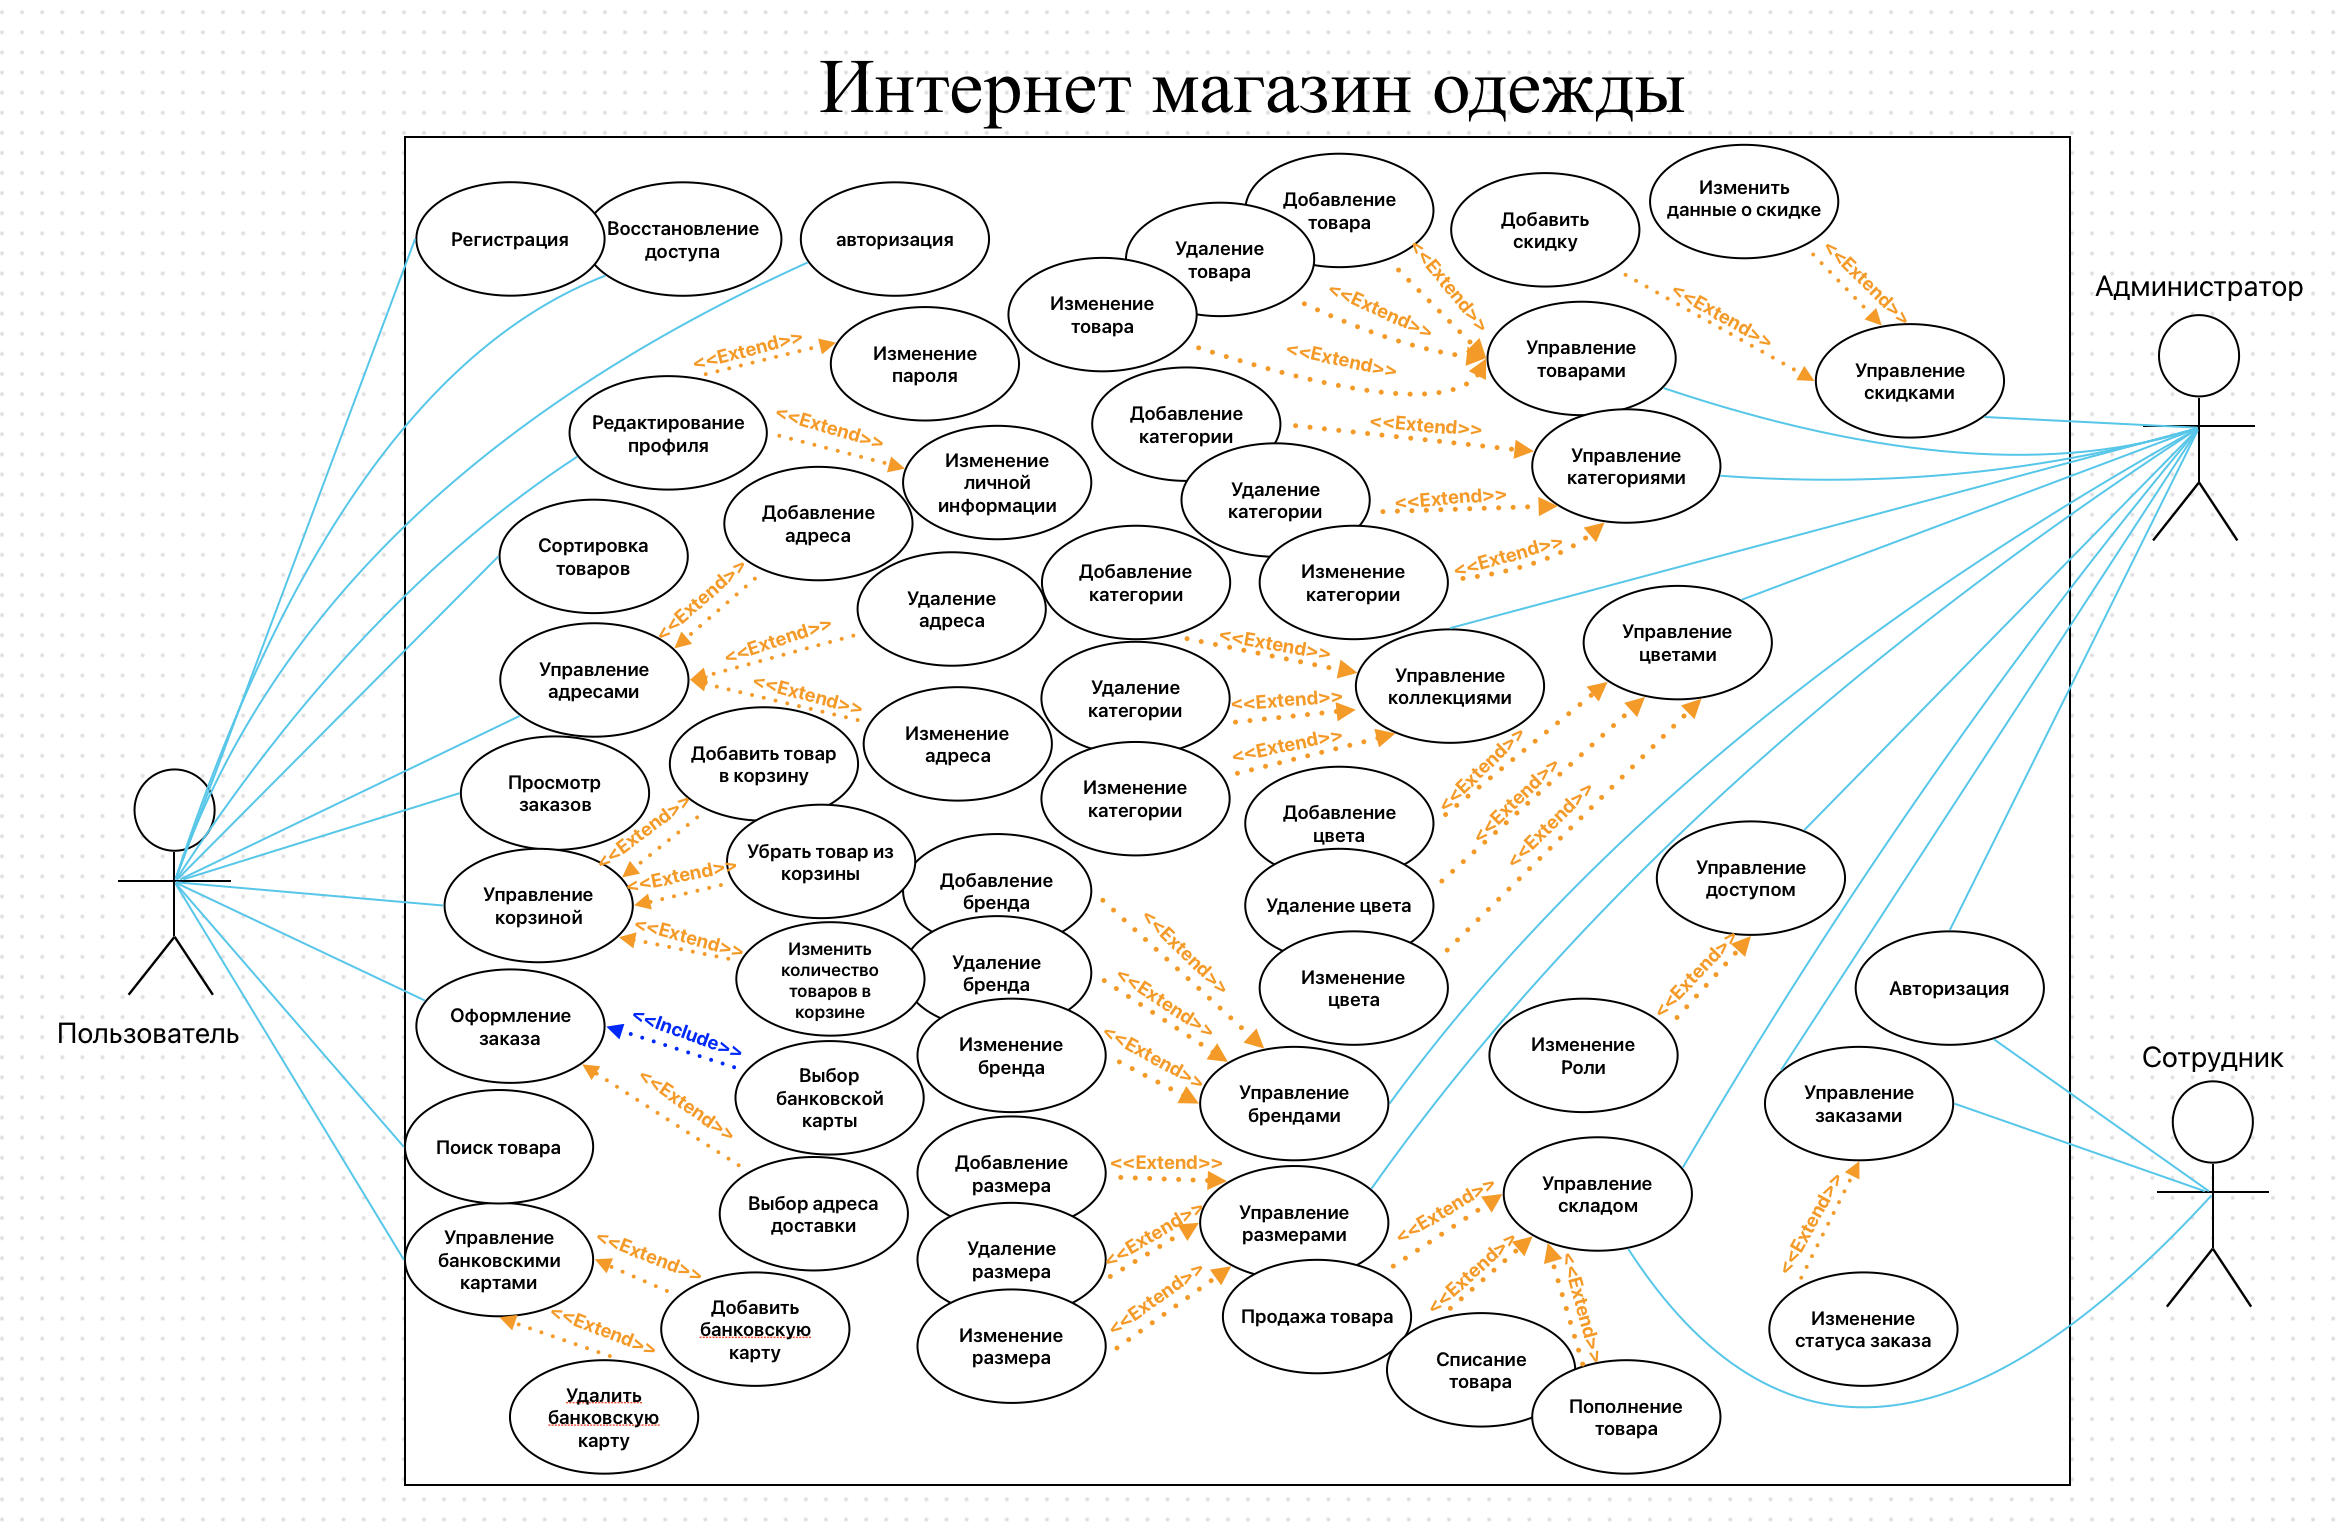 Интернет магазин одежды
Регистрация
Восстановление
доступа
авторизация
Добавление
товара
Удаление
товара
Изменение
товара
Добавить
скидку
Изменить
данные о скидке
<<Extend>>
<<Extend>>
<<Extend>>
<<Extend>>
<<Extend>>
Администратор
Управление
товарами
Управление
скидками
<<Extend>>
Изменение
пароля
Редактирование
профиля
<<Extend>>
Изменение
личной
информации
Добавление
категории
<<Extend>>
Управление
категориями
Удаление
категории
<<Extend>>
Изменение
категории
<<Extend>>
Добавление
адреса
Сортировка
товаров
<<Extend>>
Удаление
адреса
<<Extend>>
Управление
адресами
<<Extend>>
Изменение
адреса
Добавление
категории
<<Extend>>
Удаление
категории
<<Extend>>
Изменение
категории
<<Extend>>
Управление
коллекциями
Управление
цветами
<<Extend>>
<<Extend>>
<<Extend>>
Добавление
цвета
Удаление цвета
Изменение
цвета
Добавить товар
в корзину
Просмотр
заказов
<<Extend>>
Убрать товар из
корзины
<<Extend>>
Управление
корзиной
<<Extend>>
Изменить
количество
товаров в
корзине
Добавление
бренда
Удаление
бренда
Изменение
бренда
<<Extend>>
<<Extend>>
<<Extend>>
Управление
брендами
Управление
доступом
<<Extend>>
Изменение
Роли
Авторизация
Пользователь
Оформление
заказа
<<Include>>
Выбор
банковской
карты
<<Extend>>
Выбор адреса
доставки
Поиск товара
Управление
банковскими
картами
<<Extend>>
Добавить
банковскую
карту
<<Extend>>
Удалить
банковскую
карту
Добавление
размера
<<Extend>>
Удаление
размера
<<Extend>>
Изменение
размера
<<Extend>>
Управление
размерами
Продажа товара
<<Extend>>
Управление
складом
<<Extend>>
Списание
товара
<<Extend>>
Пополнение
товара
Сотрудник
Управление
заказами
<<Extend>>
Изменение
статуса заказа